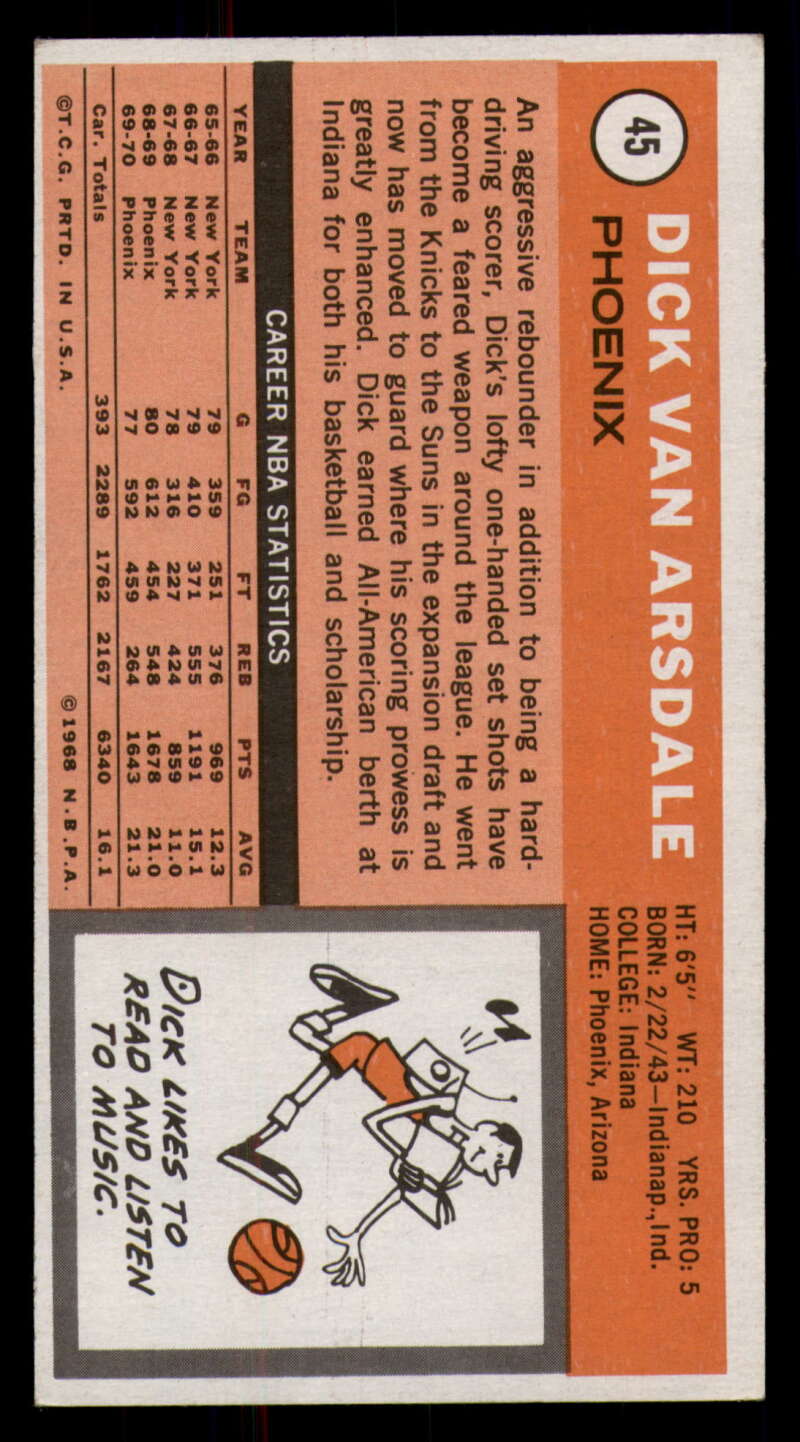 45
DICK VAN ARSDALE
PHOENIX
HT: 6'5" WT: 210 YRS. PRO: 5
BORN: 2/22/43—Indianap., Ind.
COLLEGE: Indiana
HOME: Phoenix, Arizona
An aggressive rebounder in addition to being a hard-
driving scorer, Dick's lofty one-handed set shots have
become a feared weapon around the league. He went
from the Knicks to the Suns in the expansion draft and
now has moved to guard where his scoring prowess is
greatly enhanced. Dick earned All-American berth at
Indiana for both his basketball and scholarship.
CAREER NBA STATISTICS
YEAR TEAM G FG FT REB PTS AVG
65-66 New York 79 359 251 376 969 12.3
66-67 New York 79 410 371 555 1191 15.1
67-68 New York 78 316 227 424 859 11.0
68-69 Phoenix 80 612 454 548 1678 21.0
69-70 Phoenix 77 592 459 264 1643 21.3
Car. Totals 393 2289 1762 2167 6340 16.1
©T.C.G. PRTD. IN U.S.A. ©1968 N.B.P.A.
DICK LIKES TO
READ AND LISTEN
TO MUSIC.